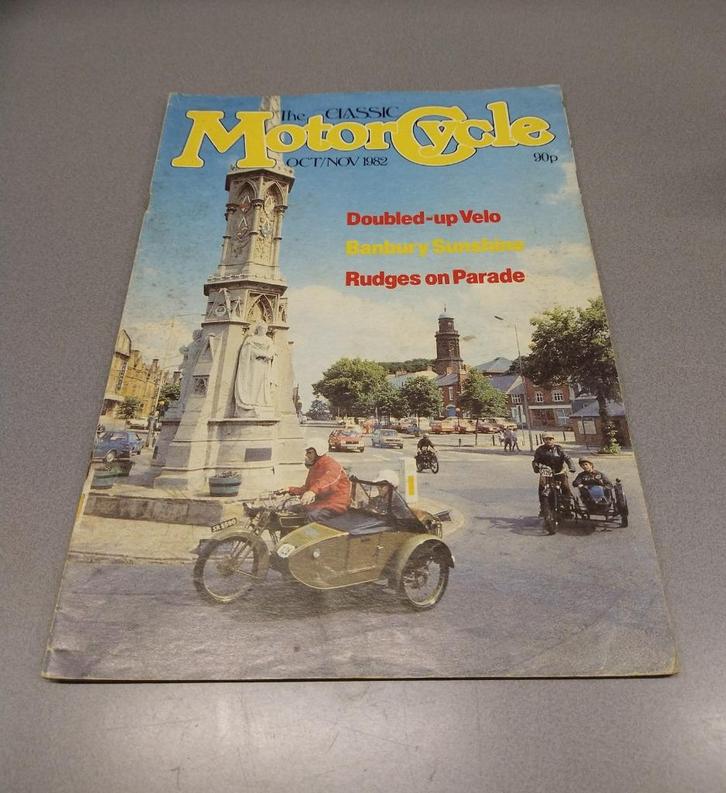 The CLASSIC
MotorCycle
OCT/NOV 1982
90p
Doubled-up Velo
Banbury Sunshine
Rudges on Parade